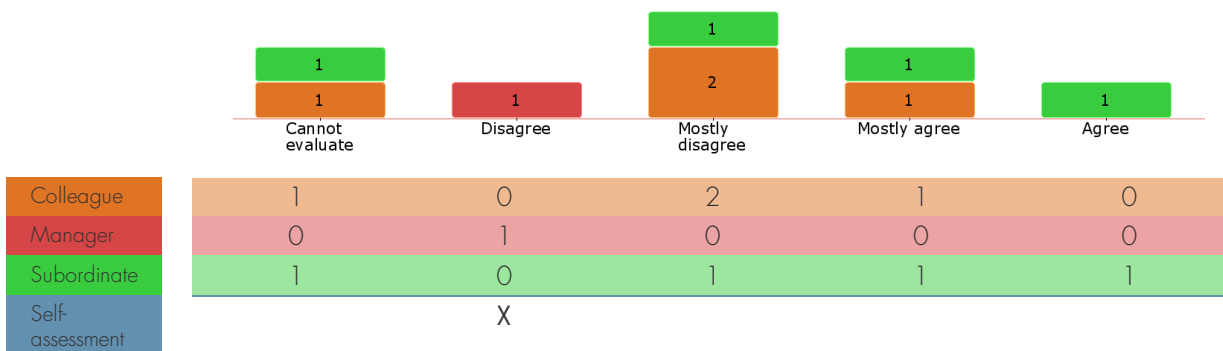 1
1 1 1
1 1 2 1 1
Cannot evaluate Disagree Mostly disagree Mostly agree Agree
Colleague 1 0 2 1 0
Manager 0 1 0 0 0
Subordinate 1 0 1 1 1
Self- X
assessment